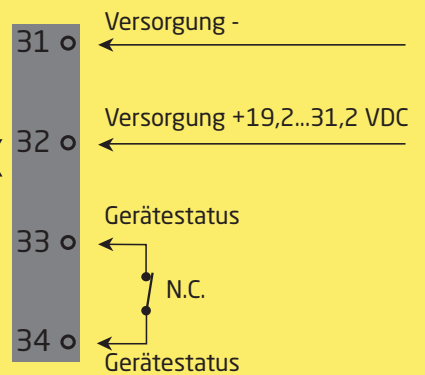 31 Versorgung -
32 Versorgung +19,2...31,2 VDC
33 Gerätestatus
N.C.
34 Gerätestatus